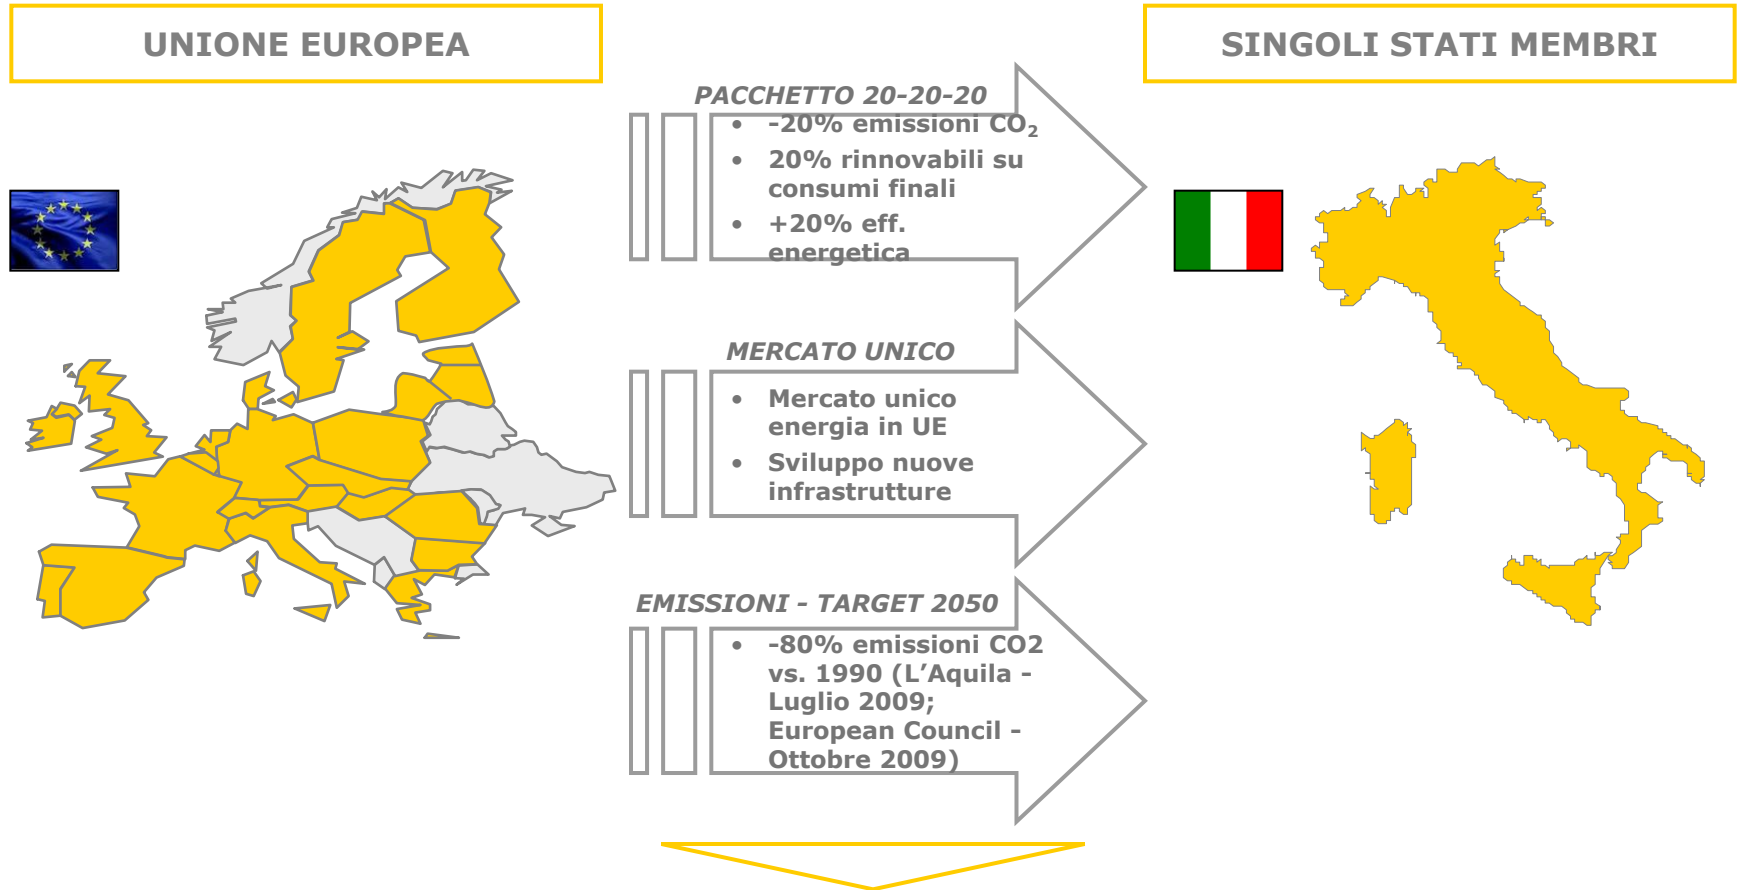 UNIONE EUROPEA
SINGOLI STATI MEMBRI
PACCHETTO 20-20-20
• -20% emissioni CO₂
• 20% rinnovabili su
consumi finali
• +20% eff.
energetica
MERCATO UNICO
• Mercato unico
energia in UE
• Sviluppo nuove
infrastrutture
EMISSIONI - TARGET 2050
• -80% emissioni CO2
vs. 1990 (L’Aquila -
Luglio 2009;
European Council -
Ottobre 2009)